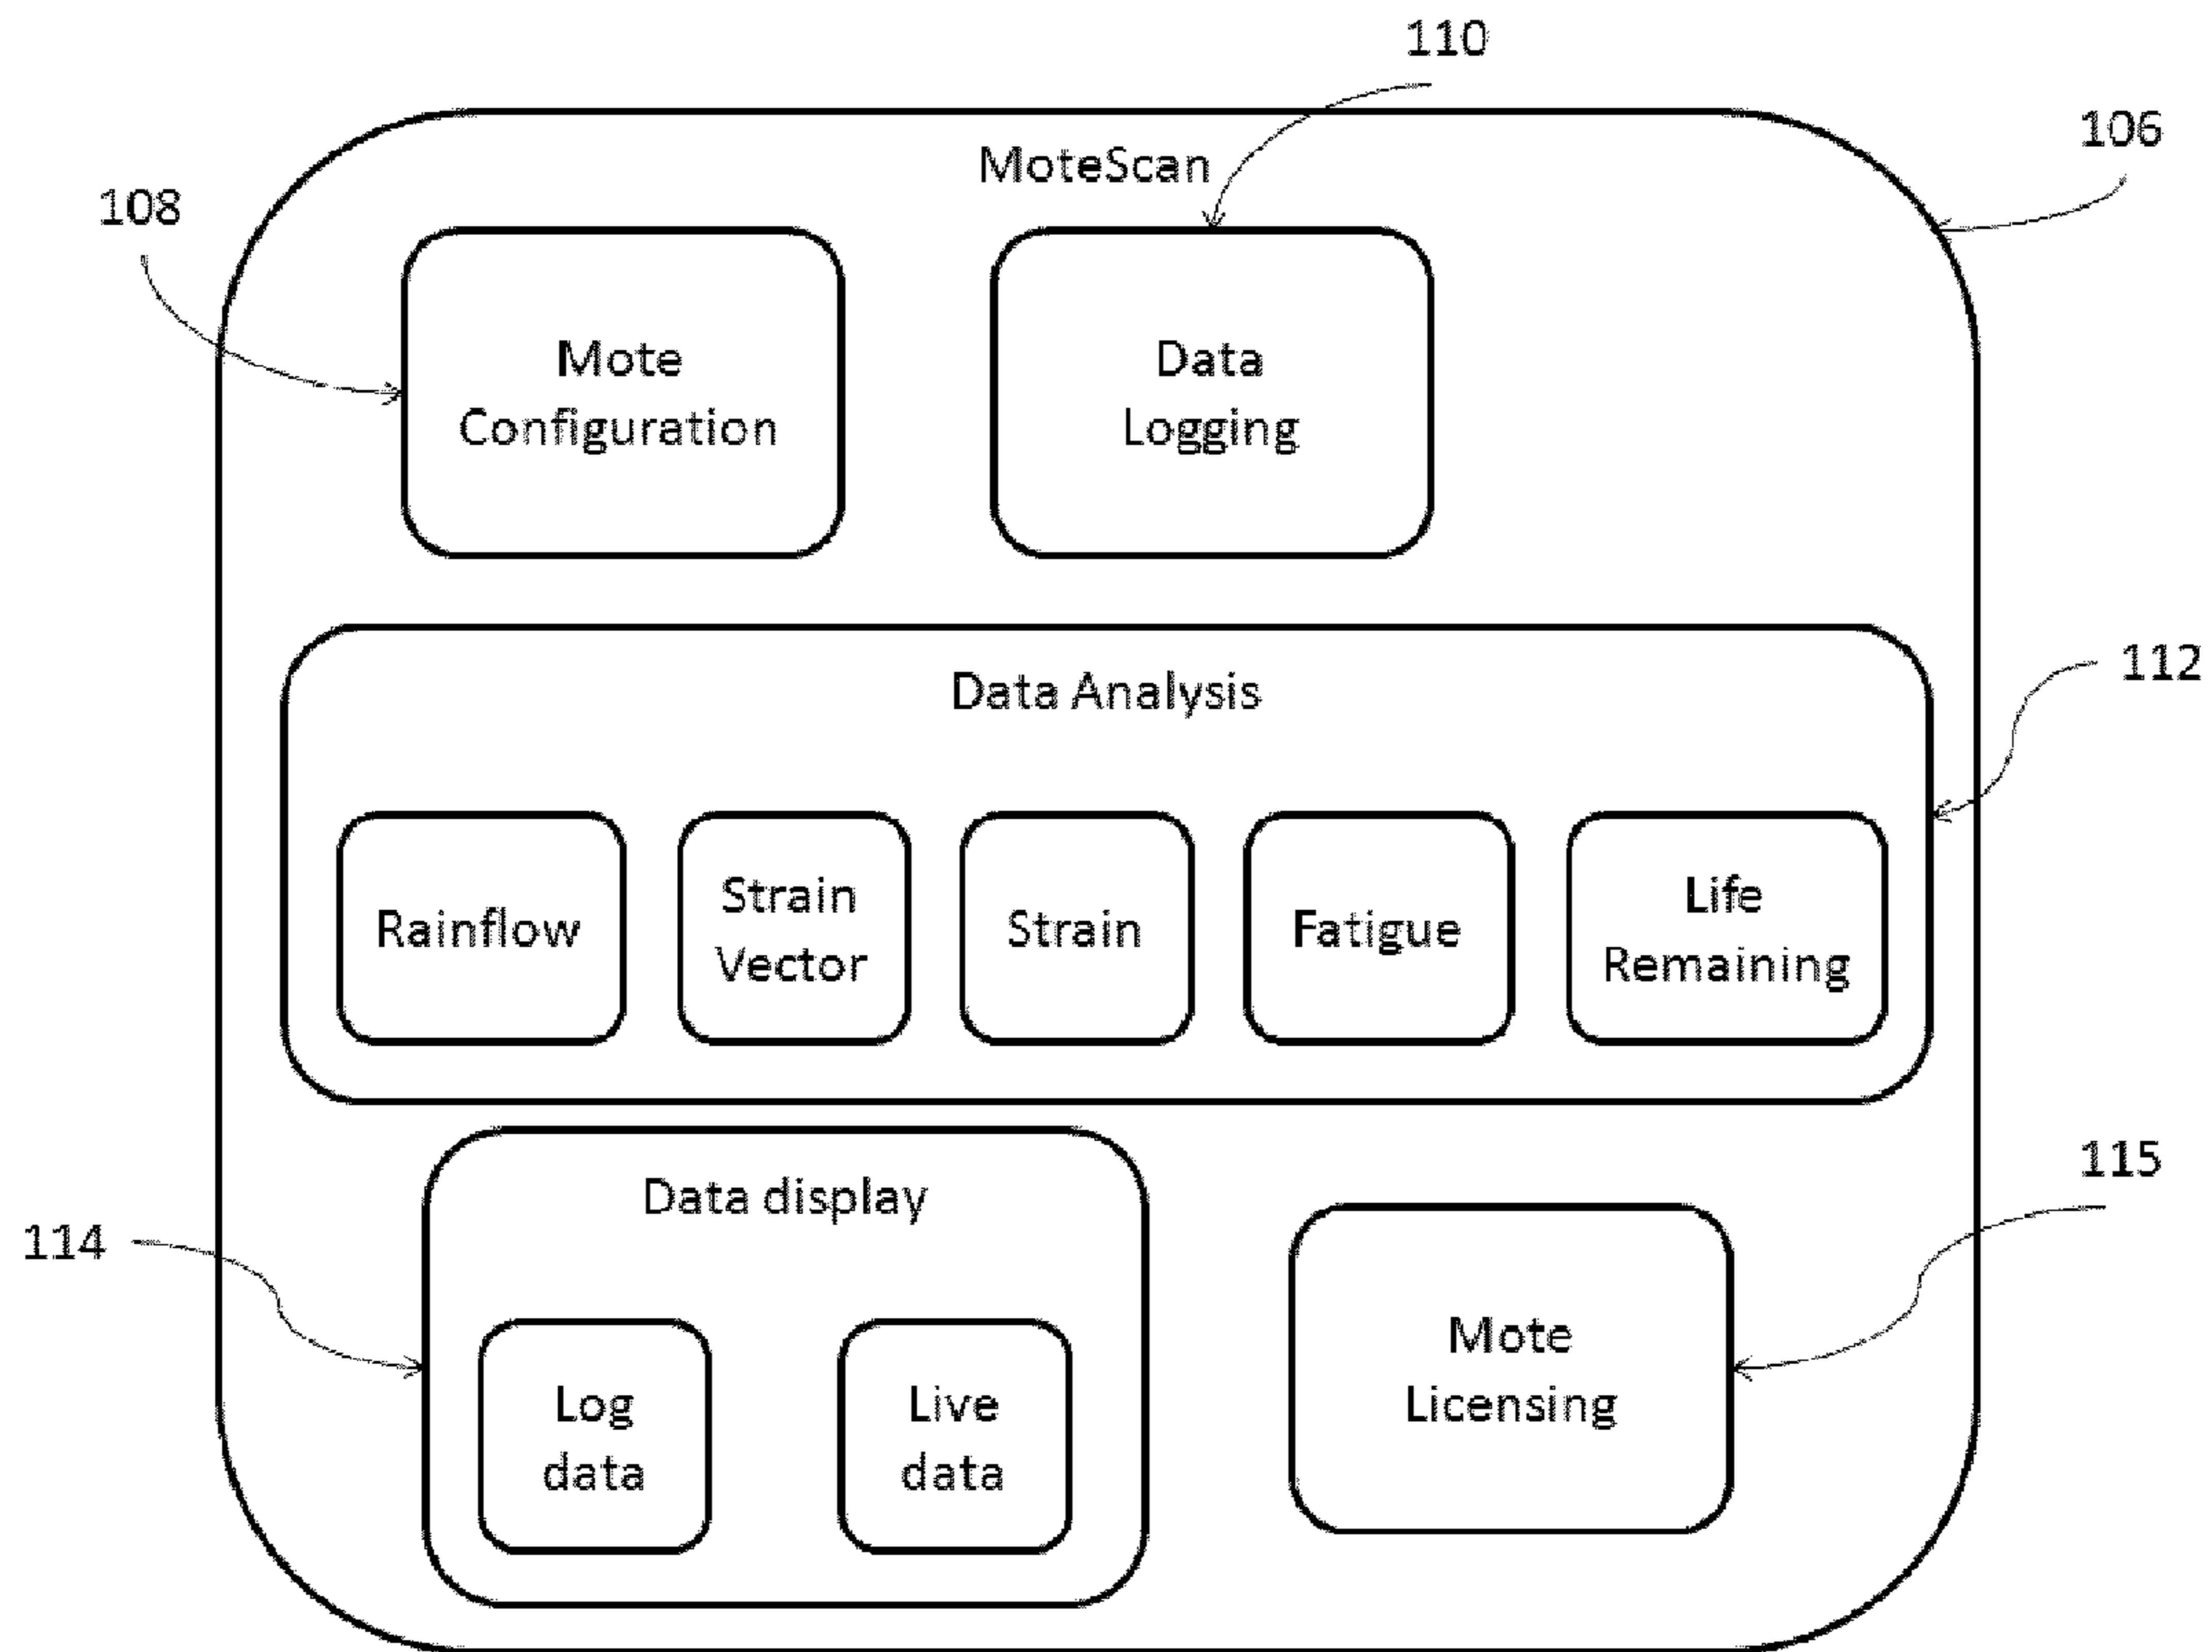 110
106
MoteScan
108
Mote
Configuration
Data
Logging
112
Data Analysis
Rainflow
Strain
Vector
Strain
Fatigue
Life
Remaining
115
114
Data display
Log
data
Live
data
Mote
Licensing